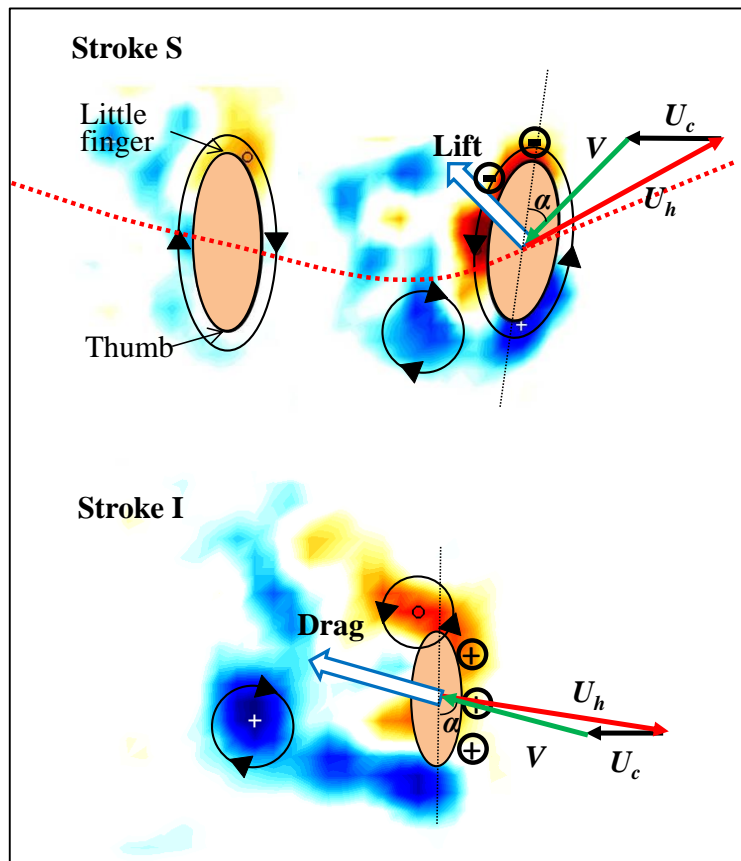 Stroke S
Little
finger
Lift
V
U_c
α
U_h
Thumb
Stroke I
Drag
U_h
α
V
U_c